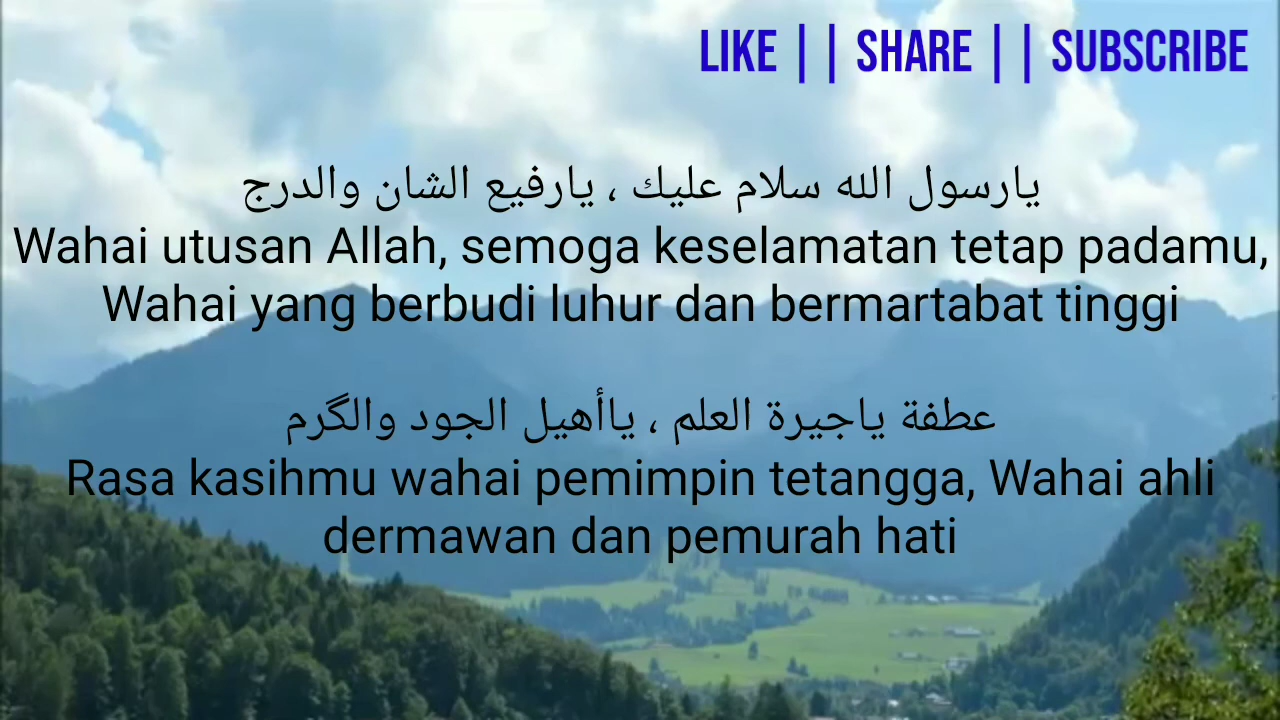 LIKE || SHARE || SUBSCRIBE
يارسول الله سلام عليك ، يارفيع الشان والدرج
Wahai utusan Allah, semoga keselamatan tetap padamu,
Wahai yang berbudi luhur dan bermartabat tinggi
عطفة ياجيرة العلم ، ياأهيل الجود والگرم
Rasa kasihmu wahai pemimpin tetangga, Wahai ahli
dermawan dan pemurah hati